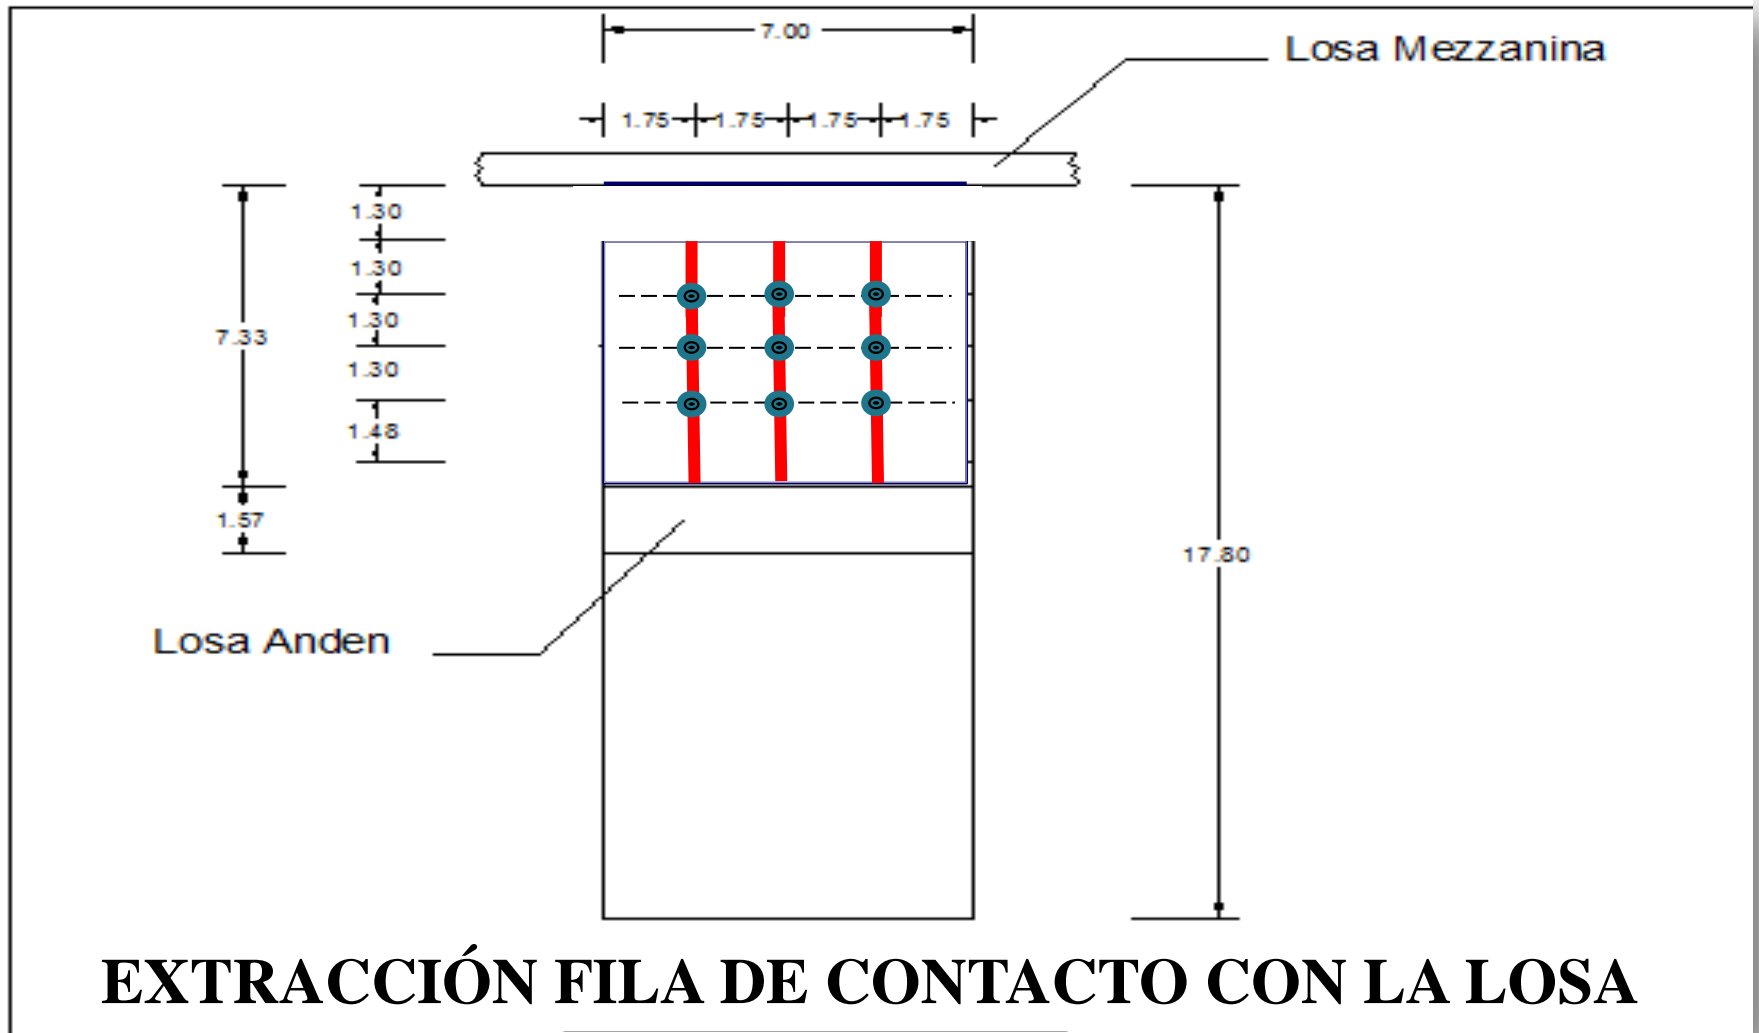 7.00
Losa Mezzanina
1.75 1.75 1.75 1.75
1.30
1.30
1.30
7.33
1.30
1.48
1.57
17.80
Losa Anden
EXTRACCIÓN FILA DE CONTACTO CON LA LOSA